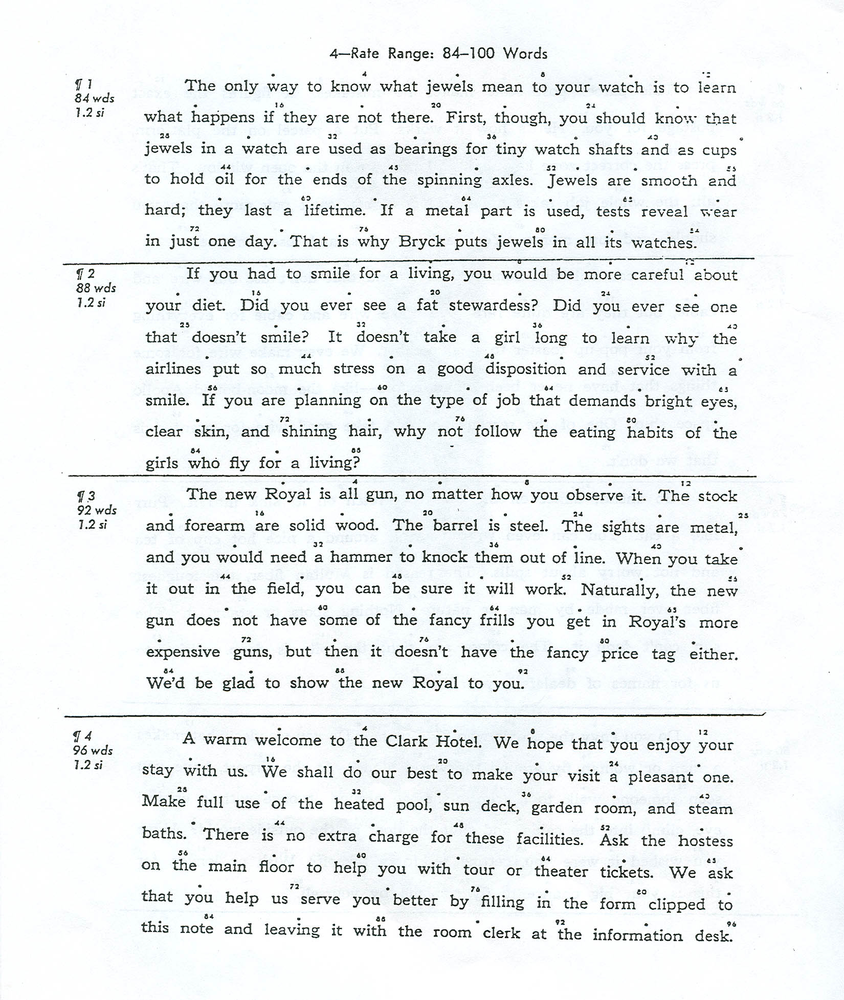 4—Rate Range: 84–100 Words
¶ 1
84 wds
1.2 si
The only way to know what jewels mean to your watch is to learn
what happens if they are not there. First, though, you should know that
jewels in a watch are used as bearings for tiny watch shafts and as cups
to hold oil for the ends of the spinning axles. Jewels are smooth and
hard; they last a lifetime. If a metal part is used, tests reveal wear
in just one day. That is why Bryck puts jewels in all its watches.
¶ 2
88 wds
1.2 si
If you had to smile for a living, you would be more careful about
your diet. Did you ever see a fat stewardess? Did you ever see one
that doesn't smile? It doesn't take a girl long to learn why the
airlines put so much stress on a good disposition and service with a
smile. If you are planning on the type of job that demands bright eyes,
clear skin, and shining hair, why not follow the eating habits of the
girls who fly for a living?
¶ 3
92 wds
1.2 si
The new Royal is all gun, no matter how you observe it. The stock
and forearm are solid wood. The barrel is steel. The sights are metal,
and you would need a hammer to knock them out of line. When you take
it out in the field, you can be sure it will work. Naturally, the new
gun does not have some of the fancy frills you get in Royal's more
expensive guns, but then it doesn't have the fancy price tag either.
We'd be glad to show the new Royal to you.
¶ 4
96 wds
1.2 si
A warm welcome to the Clark Hotel. We hope that you enjoy your
stay with us. We shall do our best to make your visit a pleasant one.
Make full use of the heated pool, sun deck, garden room, and steam
baths. There is no extra charge for these facilities. Ask the hostess
on the main floor to help you with tour or theater tickets. We ask
that you help us serve you better by filling in the form clipped to
this note and leaving it with the room clerk at the information desk.